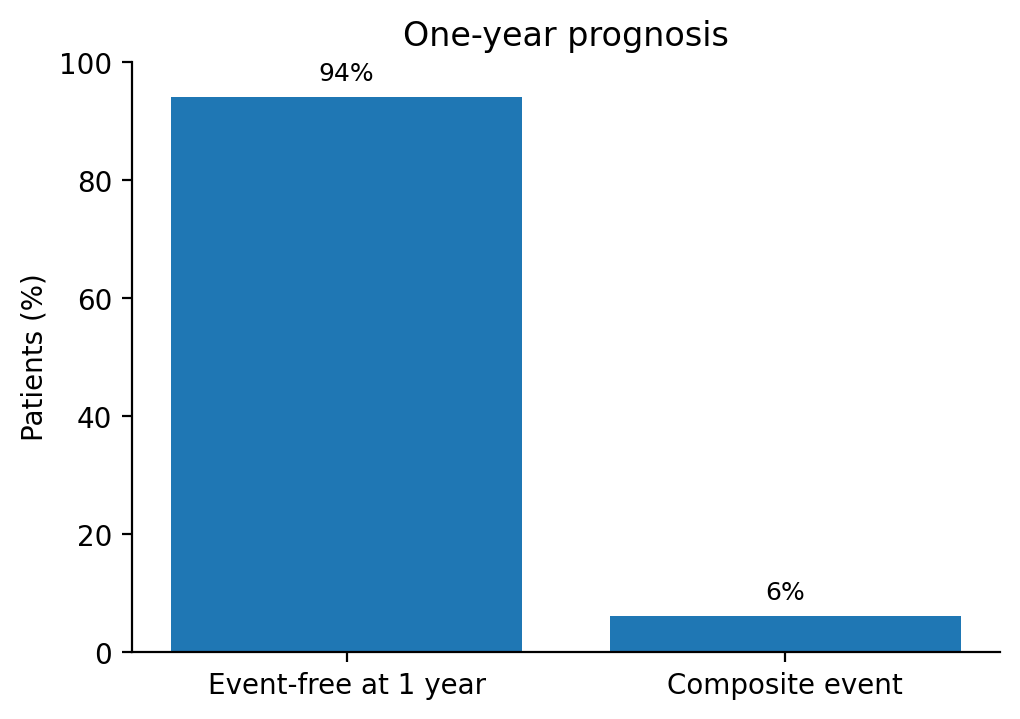 One-year prognosis
Patients (%)
100
80
60
40
20
0
94%
6%
Event-free at 1 year
Composite event